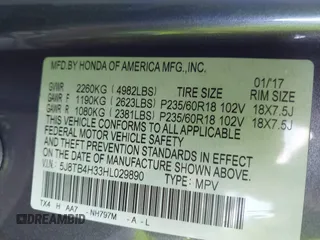 MFD.BY HONDA OF AMERICA MFG.,INC.
01/17
GVWR 2260KG (4982LBS) TIRE SIZE RIM SIZE
GAWR F 1190KG (2623LBS) P235/60R18 102V 18X7.5J
GAWR R 1080KG (2381LBS) P235/60R18 102V 18X7.5J
THIS VEHICLE CONFORMS TO ALL APPLICABLE
FEDERAL MOTOR VEHICLE SAFETY AND THEFT
PREVENTION STANDARDS IN EFFECT ON THE DATE OF
MANUFACTURE SHOWN ABOVE.
V.I.N.: 5J8TB4H33HL029890 TYPE: MPV
TX4 H AA7 NH797M -A -L
DREAMBID